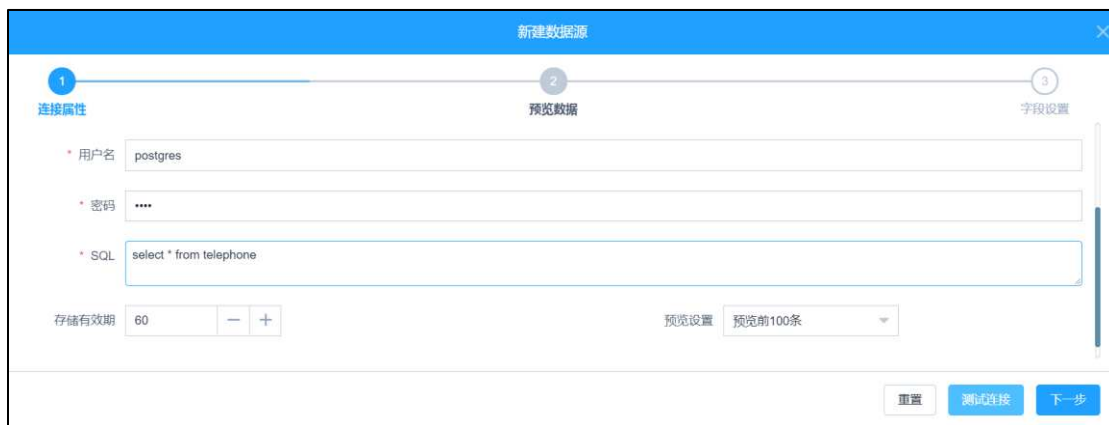 新建数据源
1 2 3
连接属性 预览数据 字段设置
* 用户名 postgres
* 密码 ••••
* SQL select * from telephone
存储有效期 60 预览设置 预览前100条
重置 测试连接 下一步